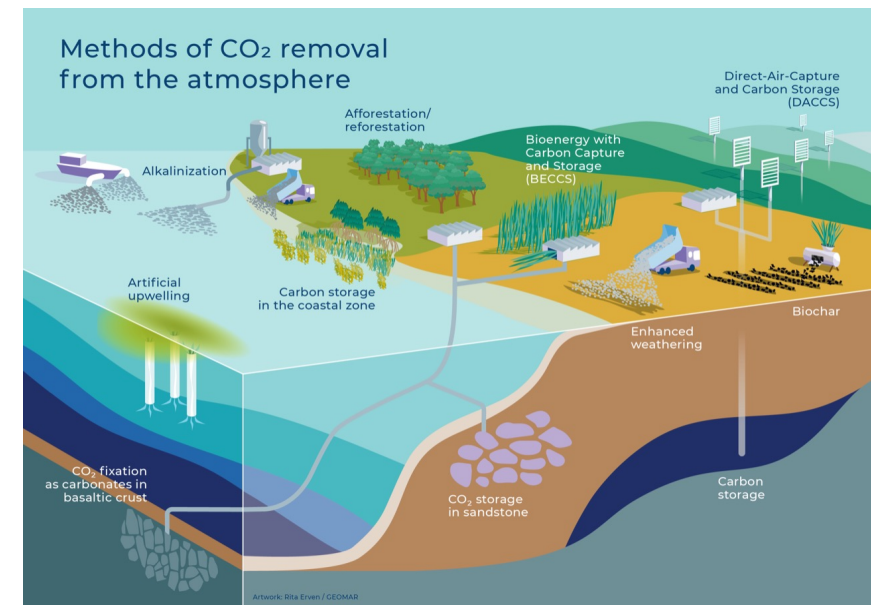 Methods of CO₂ removal
from the atmosphere
Direct-Air-Capture
and Carbon Storage
(DACCS)
Afforestation/
reforestation
Bioenergy with
Carbon Capture
and Storage
(BECCS)
Alkalinization
Artificial
upwelling
Carbon storage
in the coastal zone
Biochar
Enhanced
weathering
CO₂ fixation
as carbonates in
basaltic crust
CO₂ storage
in sandstone
Carbon
storage
Artwork: Rita Erven / GEOMAR